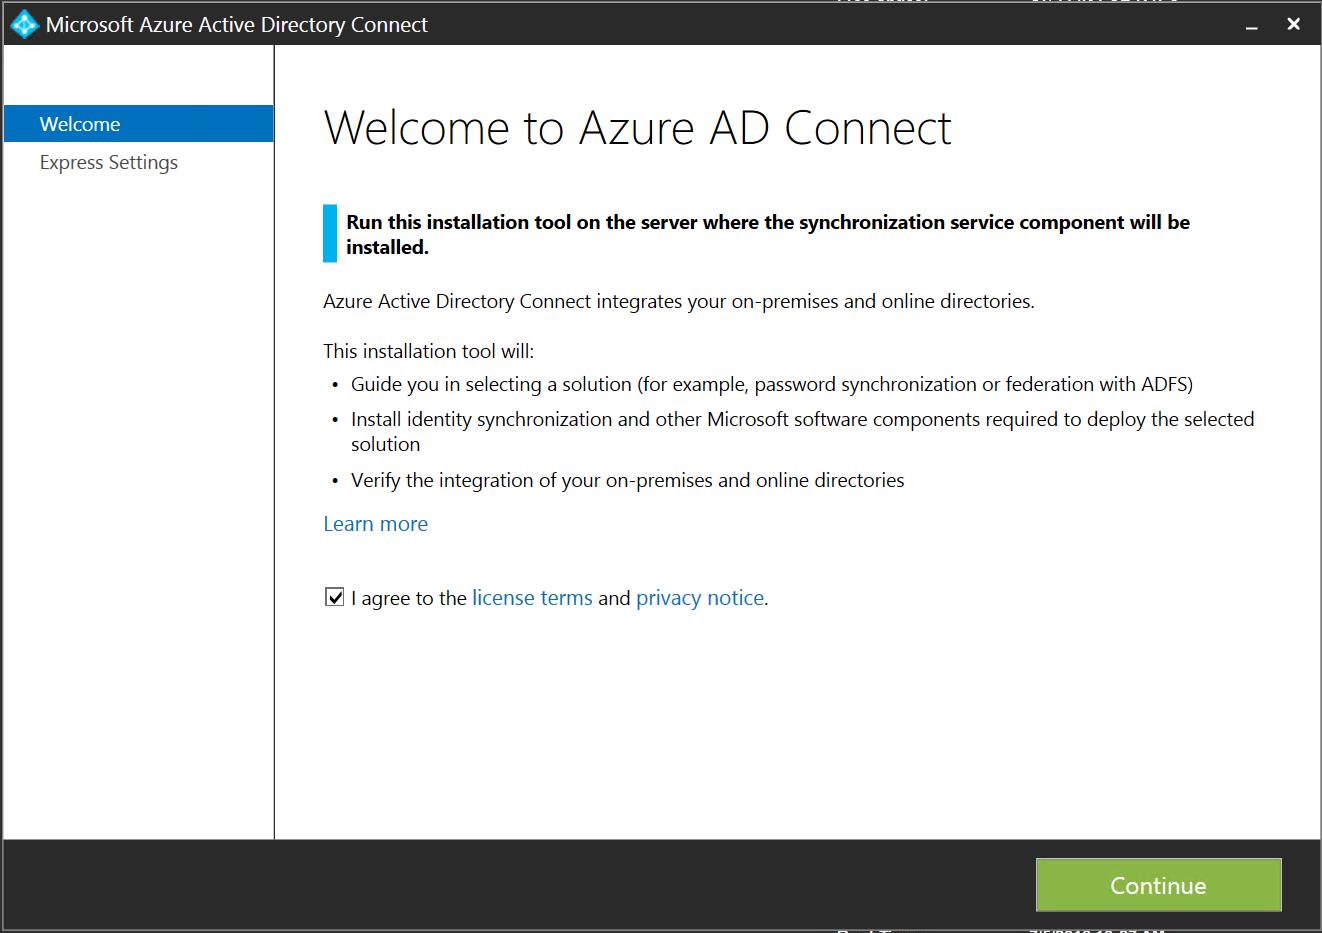 Microsoft Azure Active Directory Connect
Welcome
Express Settings
Welcome to Azure AD Connect
Run this installation tool on the server where the synchronization service component will be
installed.
Azure Active Directory Connect integrates your on-premises and online directories.
This installation tool will:
• Guide you in selecting a solution (for example, password synchronization or federation with ADFS)
• Install identity synchronization and other Microsoft software components required to deploy the selected
solution
• Verify the integration of your on-premises and online directories
Learn more
I agree to the license terms and privacy notice.
Continue